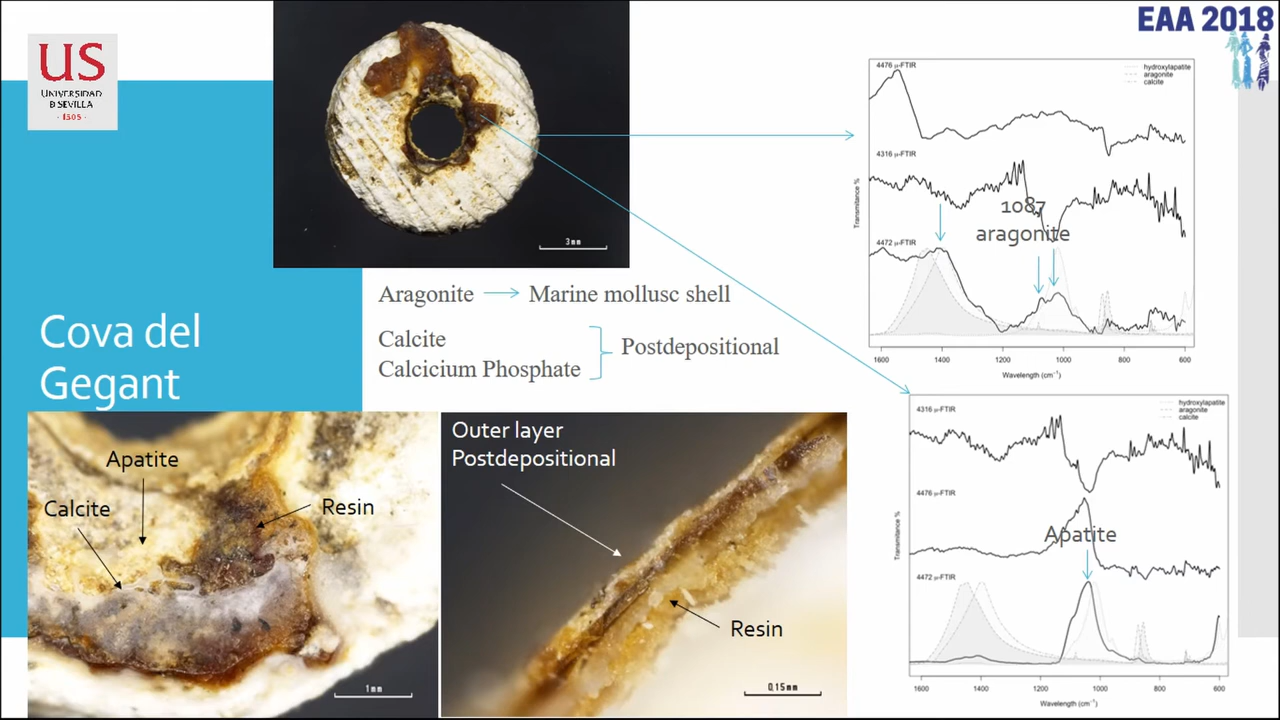 EAA 2018
US
UNIVERSIDAD
D SEVILLA
· 1505 ·
3mm
Aragonite
Marine mollusc shell
Calcite
Calcicium Phosphate
Postdepositional
Cova del
Gegant
4476 μ-FTIR
hydroxylapatite
aragonite
calcite
4316 μ-FTIR
1087
aragonite
4472 μ-FTIR
Transmitance %
1600
1400
1200
1000
800
600
Wavelength (cm⁻¹)
Apatite
Calcite
Resin
1mm
Outer layer
Postdepositional
Resin
0,15mm
4316 μ-FTIR
hydroxylapatite
aragonite
calcite
4476 μ-FTIR
Apatite
4472 μ-FTIR
Transmitance %
1600
1400
1200
1000
800
600
Wavelength (cm⁻¹)